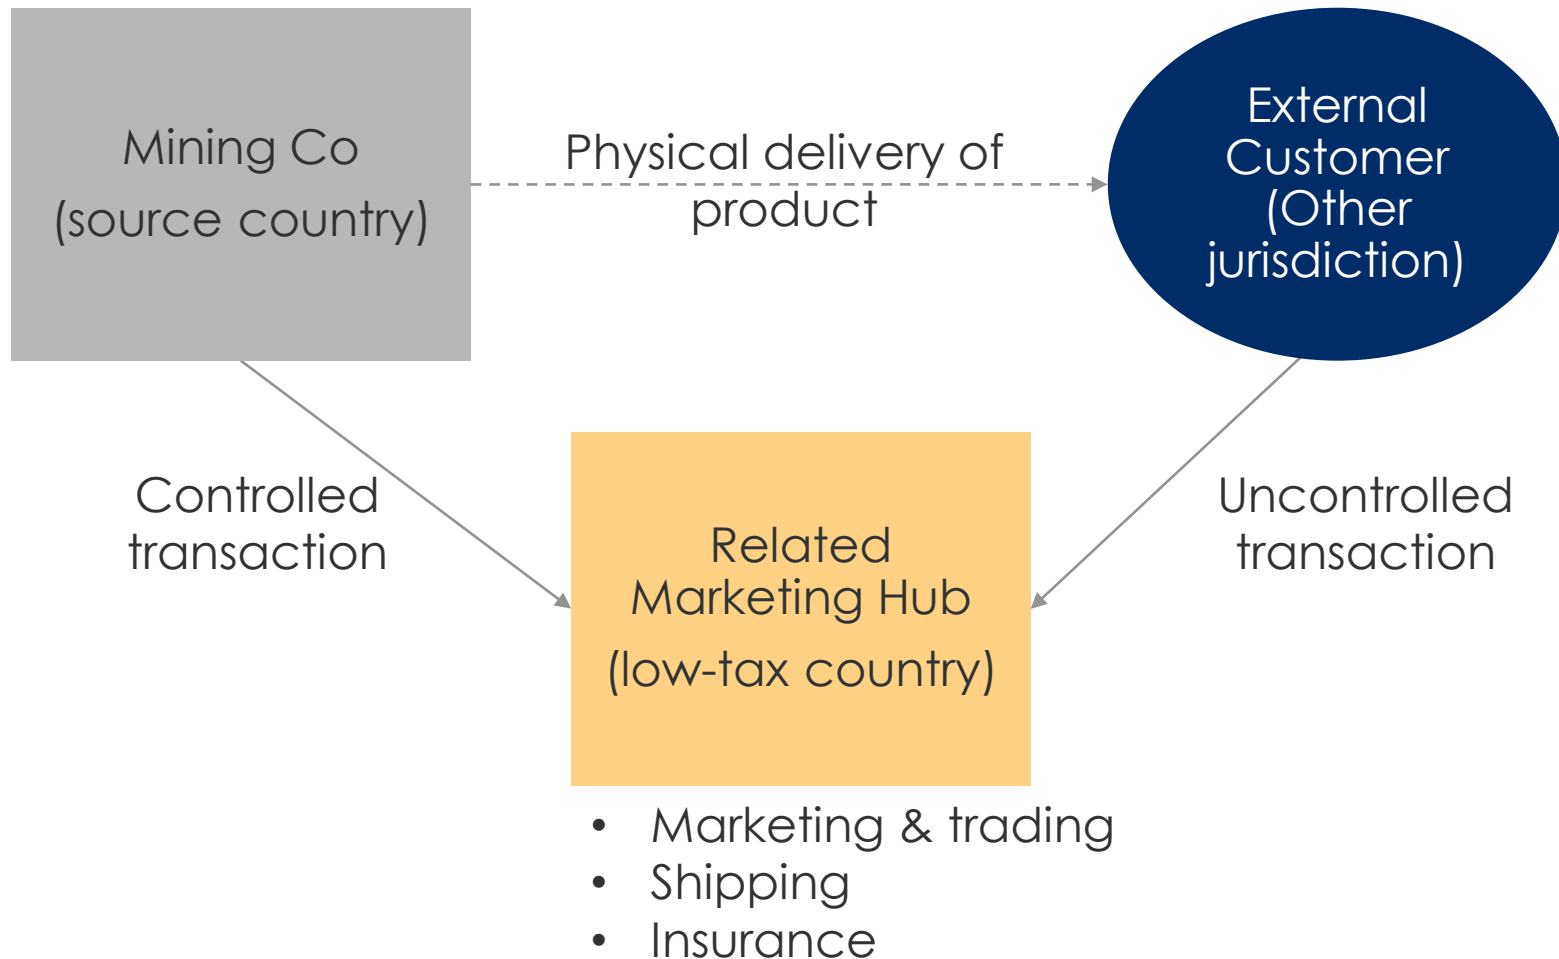 Mining Co
(source country)
Physical delivery of
product
External
Customer
(Other
jurisdiction)
Controlled
transaction
Related
Marketing Hub
(low-tax country)
Uncontrolled
transaction
• Marketing & trading
• Shipping
• Insurance